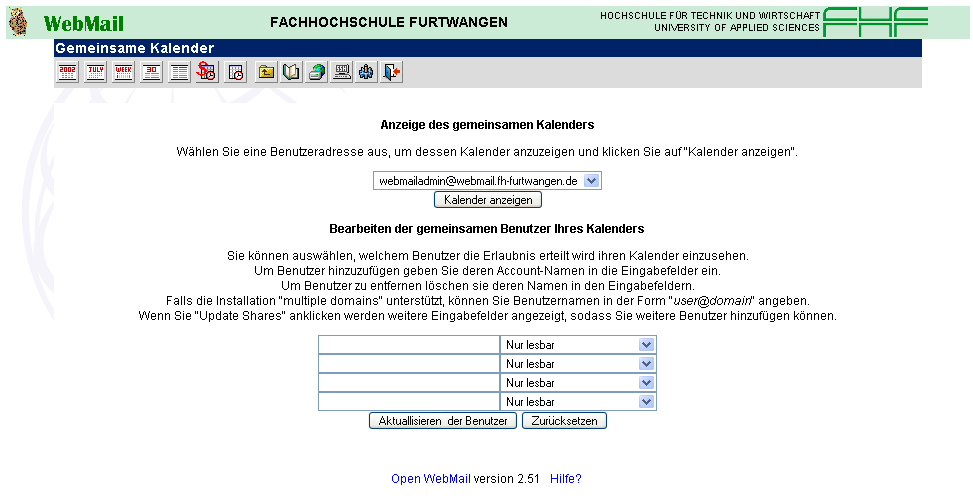 WebMail
FACHHOCHSCHULE FURTWANGEN
HOCHSCHULE FÜR TECHNIK UND WIRTSCHAFT
UNIVERSITY OF APPLIED SCIENCES
FHF
Gemeinsame Kalender
2002 JULY WEEK 30
Anzeige des gemeinsamen Kalenders
Wählen Sie eine Benutzeradresse aus, um dessen Kalender anzuzeigen und klicken Sie auf "Kalender anzeigen".
webmailadmin@webmail.fh-furtwangen.de
Kalender anzeigen
Bearbeiten der gemeinsamen Benutzer Ihres Kalenders
Sie können auswählen, welchem Benutzer die Erlaubnis erteilt wird ihren Kalender einzusehen.
Um Benutzer hinzuzufügen geben Sie deren Account-Namen in die Eingabefelder ein.
Um Benutzer zu entfernen löschen sie deren Namen in den Eingabefeldern.
Falls die Installation "multiple domains" unterstützt, können Sie Benutzernamen in der Form "user@domain" angeben.
Wenn Sie "Update Shares" anklicken werden weitere Eingabefelder angezeigt, sodass Sie weitere Benutzer hinzufügen können.
Nur lesbar
Nur lesbar
Nur lesbar
Nur lesbar
Aktuallisieren der Benutzer Zurücksetzen
Open WebMail version 2.51 Hilfe?